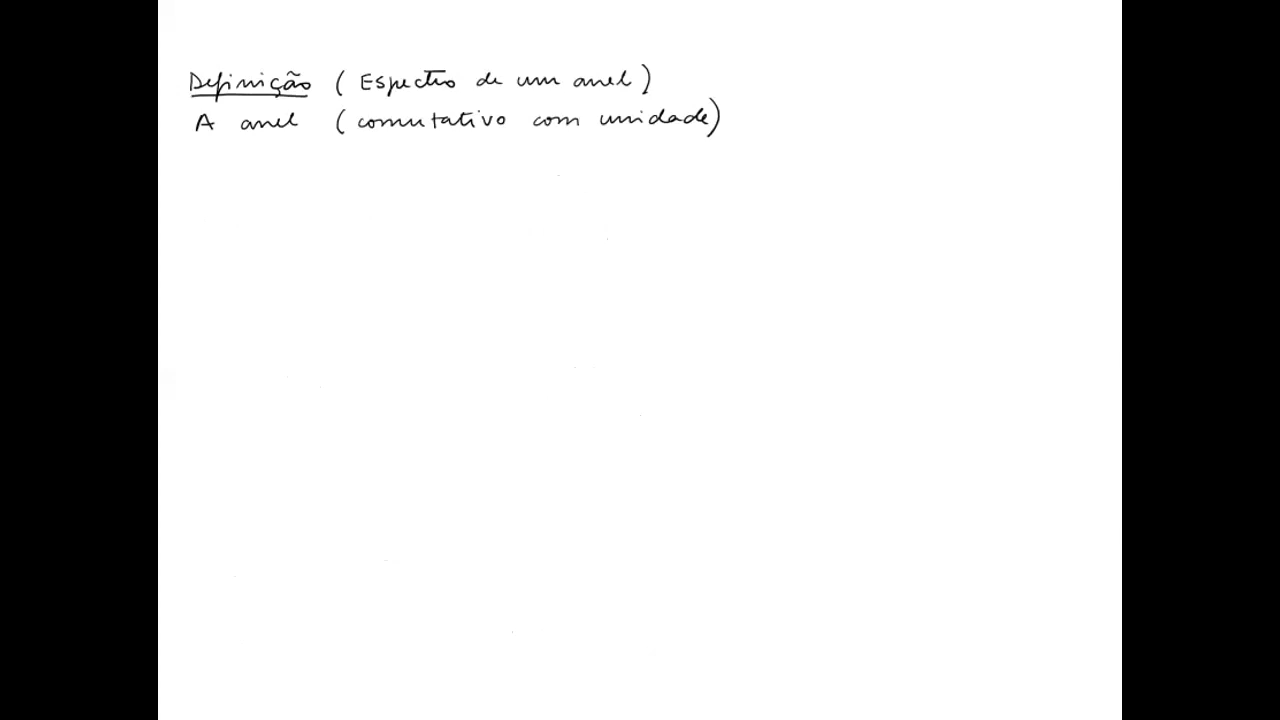 Definição (Espectro de um anel)
A anel (comutativo com unidade)